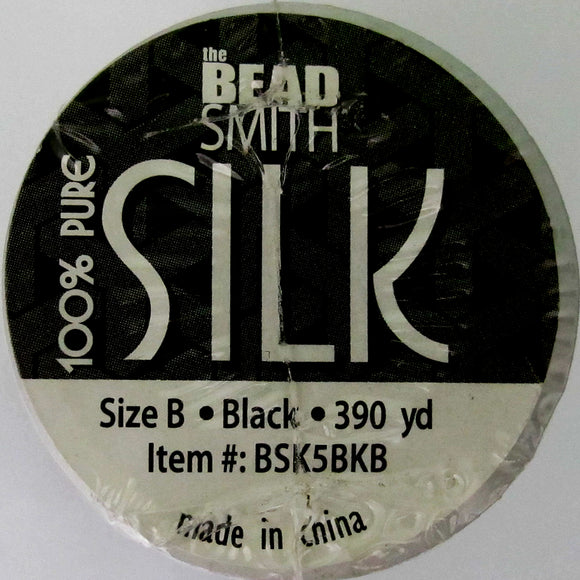 the
BEAD
SMITH
100% PURE
SILK
Size B • Black • 390 yd
Item #: BSK5BKB
made in china